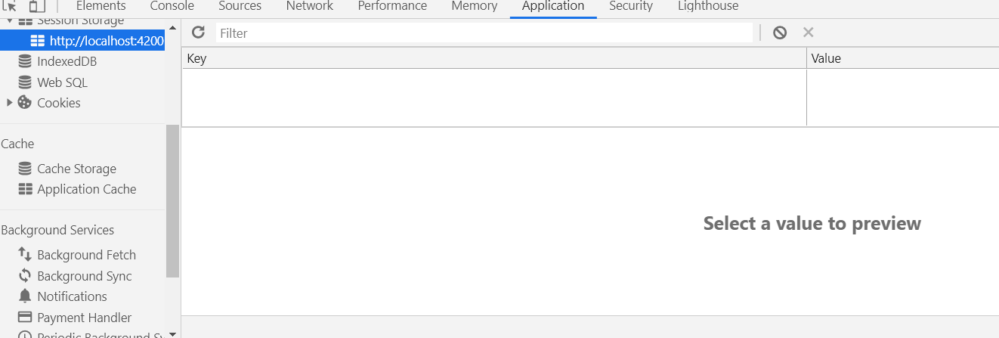 Elements Console Sources Network Performance Memory Application Security Lighthouse
Session Storage
http://localhost:4200
IndexedDB
Web SQL
Cookies
Cache
Cache Storage
Application Cache
Background Services
Background Fetch
Background Sync
Notifications
Payment Handler
Periodic Background Sy
Filter
Key Value
Select a value to preview